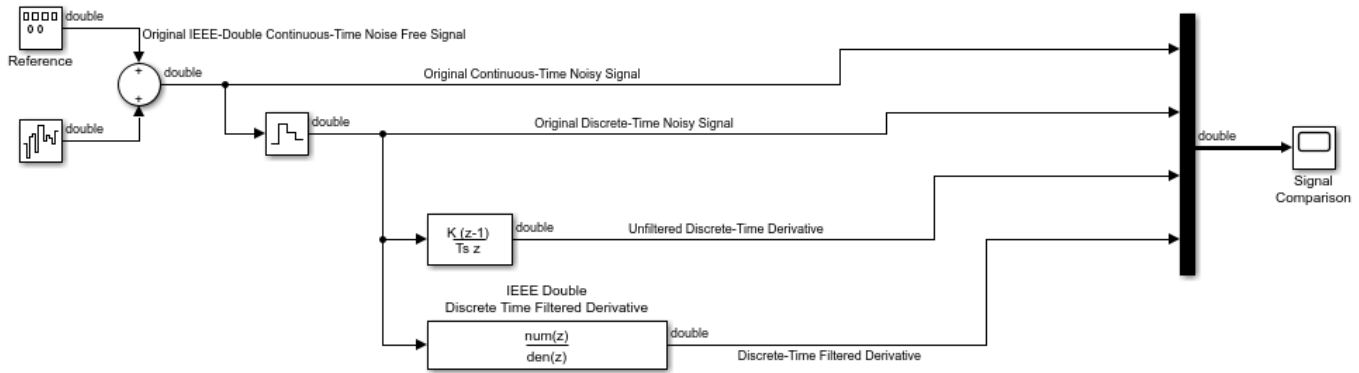 double
Original IEEE-Double Continuous-Time Noise Free Signal
Reference
+
+
double
Original Continuous-Time Noisy Signal
double
double
Original Discrete-Time Noisy Signal
double
Signal
Comparison
K (z-1)
Ts z
double
Unfiltered Discrete-Time Derivative
IEEE Double
Discrete Time Filtered Derivative
num(z)
den(z)
double
Discrete-Time Filtered Derivative